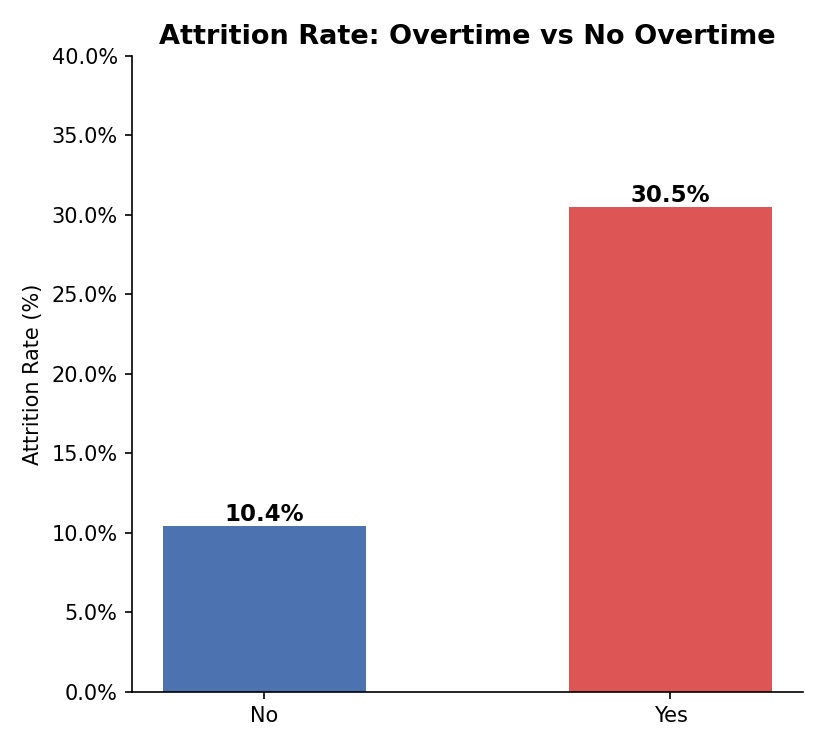 Attrition Rate: Overtime vs No Overtime
40.0%
35.0%
30.0%
25.0%
20.0%
15.0%
10.0%
5.0%
0.0%
Attrition Rate (%)
10.4%
30.5%
No
Yes